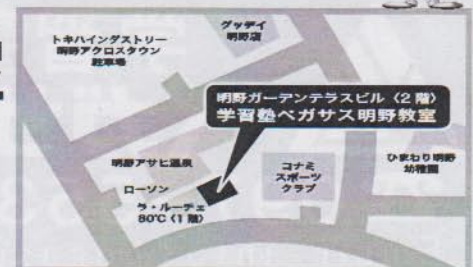 グッデイ
明野店
トキハインダストリー
明野アクロスタウン
駐車場
明野ガーデンテラスビル〈2階〉
学習塾ペガサス明野教室
明野アサヒ温泉
コナミ
スポーツ
クラブ
ひまわり明野
幼稚園
ローソン
ラ・ルーチェ
80℃〈1階〉